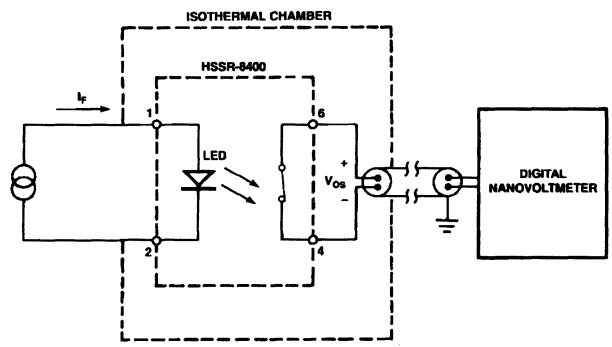 ISOTHERMAL CHAMBER
HSSR-8400
IF
1
6
LED
+
VOS
−
DIGITAL
NANOVOLTMETER
2
4